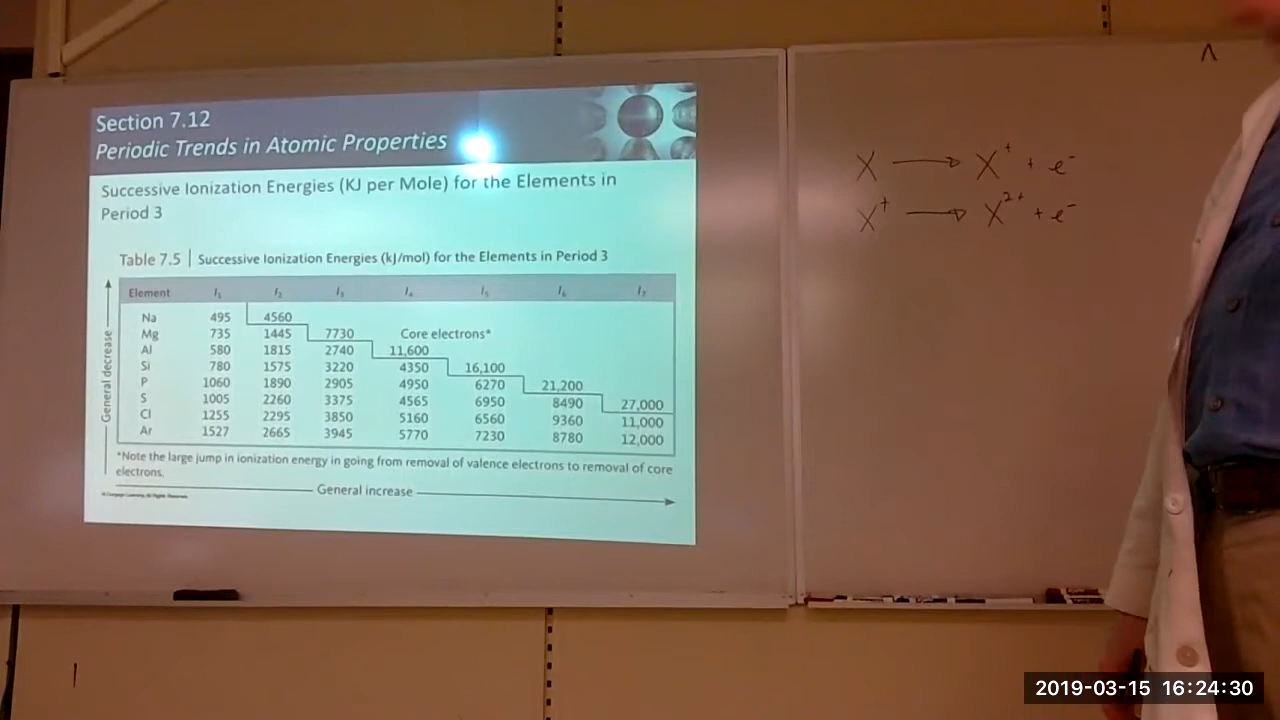 Section 7.12
Periodic Trends in Atomic Properties
Successive Ionization Energies (KJ per Mole) for the Elements in
Period 3
Table 7.5 | Successive Ionization Energies (kJ/mol) for the Elements in Period 3
General decrease
Element I₁ I₂ I₃ I₄ I₅ I₆ I₇
Na 495 4560
Mg 735 1445 7730 Core electrons*
Al 580 1815 2740 11,600
Si 780 1575 3220 4350 16,100
P 1060 1890 2905 4950 6270 21,200
S 1005 2260 3375 4565 6950 8490 27,000
Cl 1255 2295 3850 5160 6560 9360 11,000
Ar 1527 2665 3945 5770 7230 8780 12,000
*Note the large jump in ionization energy in going from removal of valence electrons to removal of core
electrons.
General increase
X → X⁺ + e⁻
X⁺ → X²⁺ + e⁻
2019-03-15 16:24:30